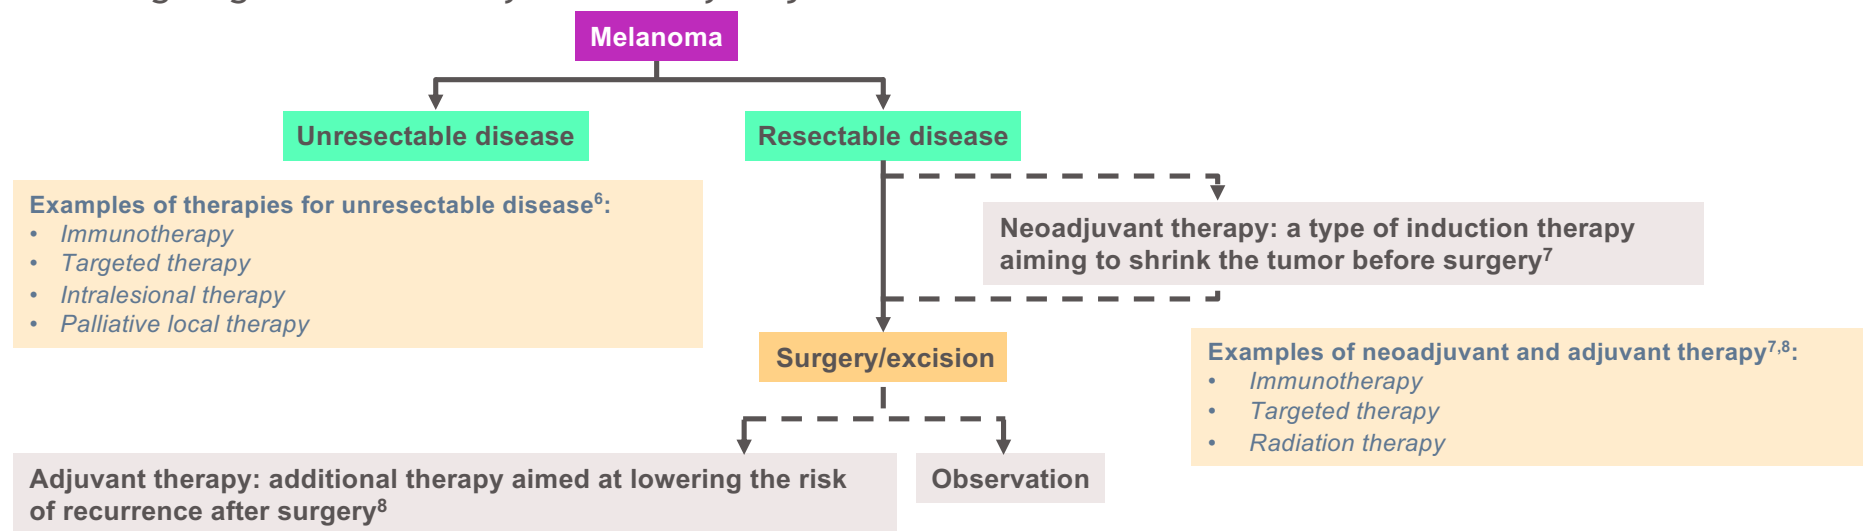 Melanoma
Unresectable disease
Resectable disease
Examples of therapies for unresectable disease⁶:
• Immunotherapy
• Targeted therapy
• Intralesional therapy
• Palliative local therapy
Neoadjuvant therapy: a type of induction therapy
aiming to shrink the tumor before surgery⁷
Surgery/excision
Examples of neoadjuvant and adjuvant therapy⁷,⁸:
• Immunotherapy
• Targeted therapy
• Radiation therapy
Adjuvant therapy: additional therapy aimed at lowering the risk
of recurrence after surgery⁸
Observation